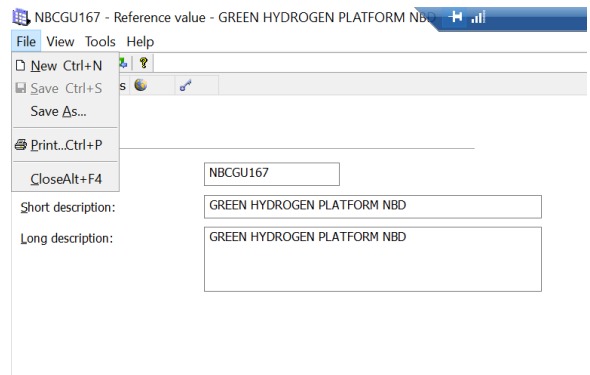 NBCGU167 - Reference value - GREEN HYDROGEN PLATFORM NBD
File View Tools Help
New Ctrl+N
Save Ctrl+S
s
Save As...
Print...Ctrl+P
CloseAlt+F4
NBCGU167
Short description:
GREEN HYDROGEN PLATFORM NBD
Long description:
GREEN HYDROGEN PLATFORM NBD